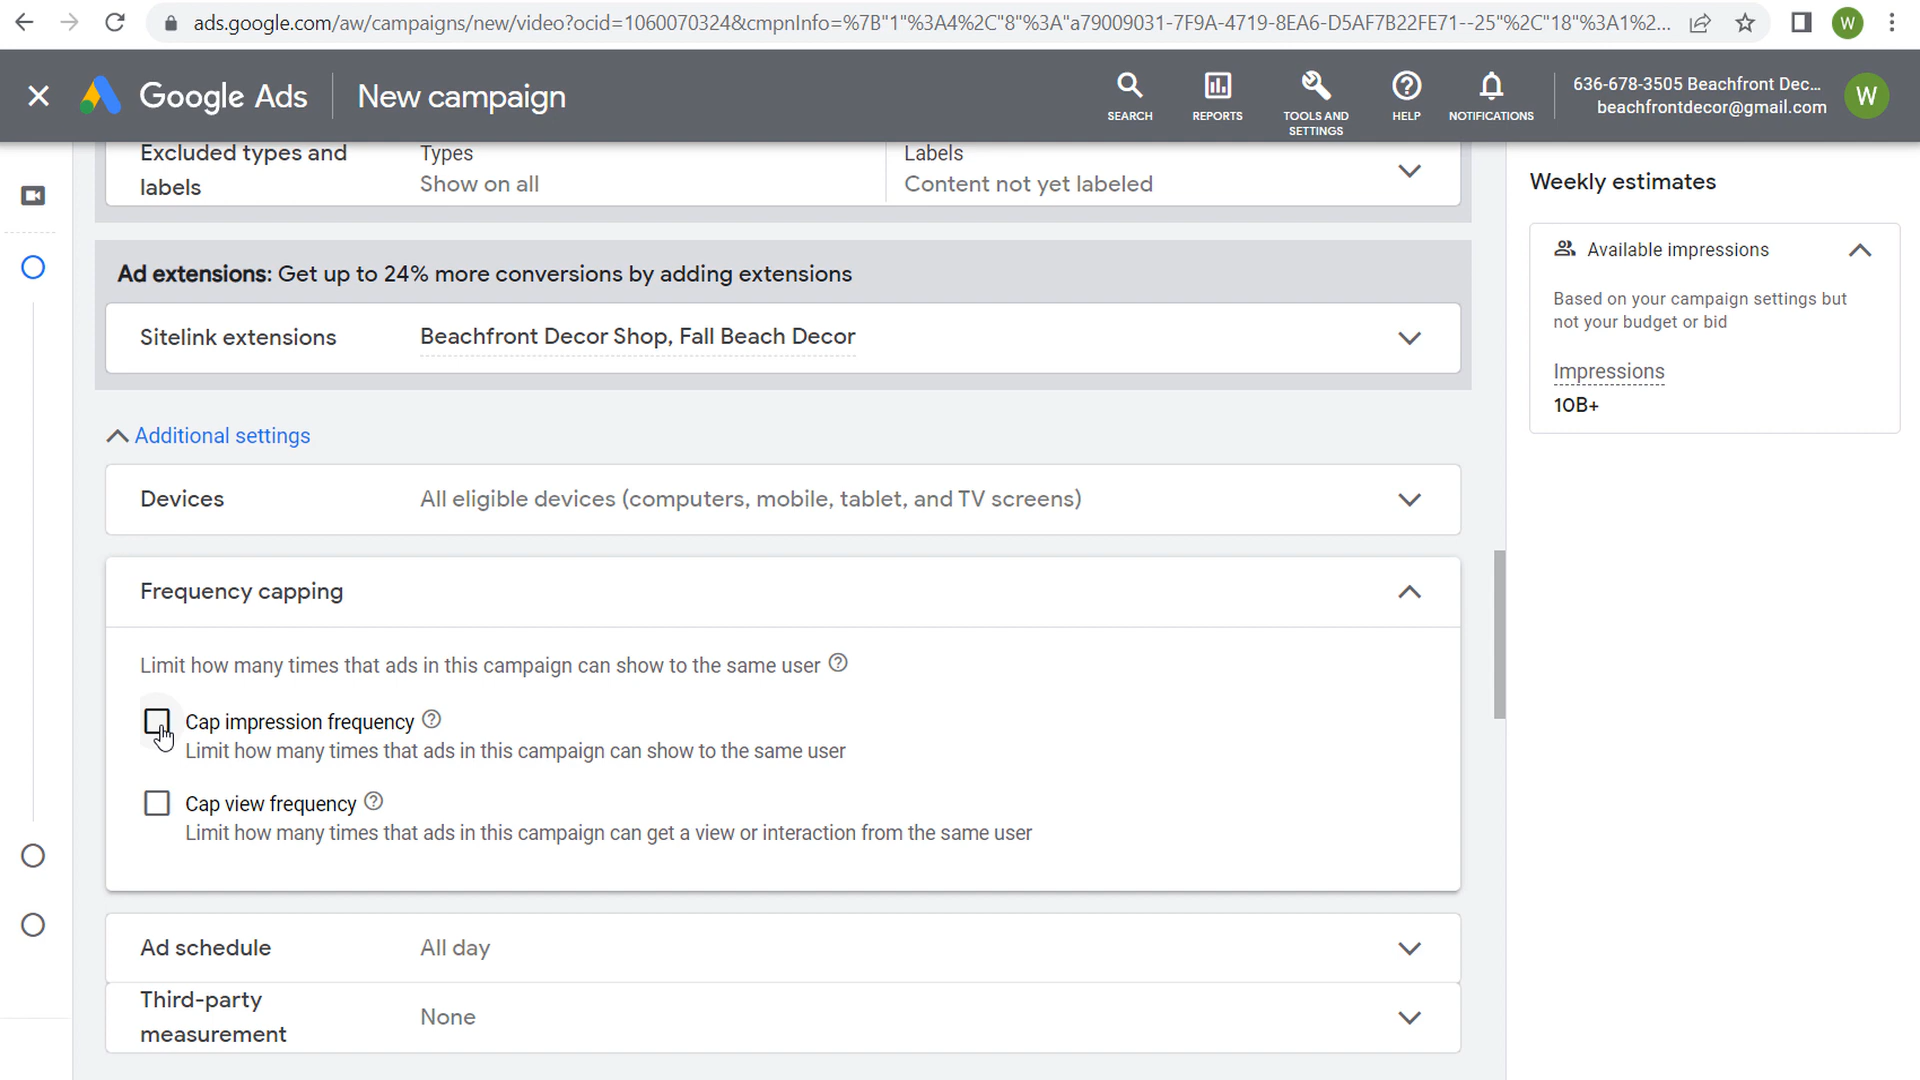 ads.google.com/aw/campaigns/new/video?ocid=1060070324&cmpnInfo=%7B"1"%3A4%2C"8"%3A"a79009031-7F9A-4719-8EA6-D5AF7B22FE71--25"%2C"18"%3A1%2...
W
Google Ads
New campaign
SEARCH
REPORTS
TOOLS AND
SETTINGS
HELP
NOTIFICATIONS
636-678-3505 Beachfront Dec...
beachfrontdecor@gmail.com
W
Excluded types and
labels
Types
Show on all
Labels
Content not yet labeled
Ad extensions: Get up to 24% more conversions by adding extensions
Sitelink extensions
Beachfront Decor Shop, Fall Beach Decor
Additional settings
Devices
All eligible devices (computers, mobile, tablet, and TV screens)
Frequency capping
Limit how many times that ads in this campaign can show to the same user
Cap impression frequency
Limit how many times that ads in this campaign can show to the same user
Cap view frequency
Limit how many times that ads in this campaign can get a view or interaction from the same user
Ad schedule
All day
Third-party
measurement
None
Weekly estimates
Available impressions
Based on your campaign settings but
not your budget or bid
Impressions
10B+